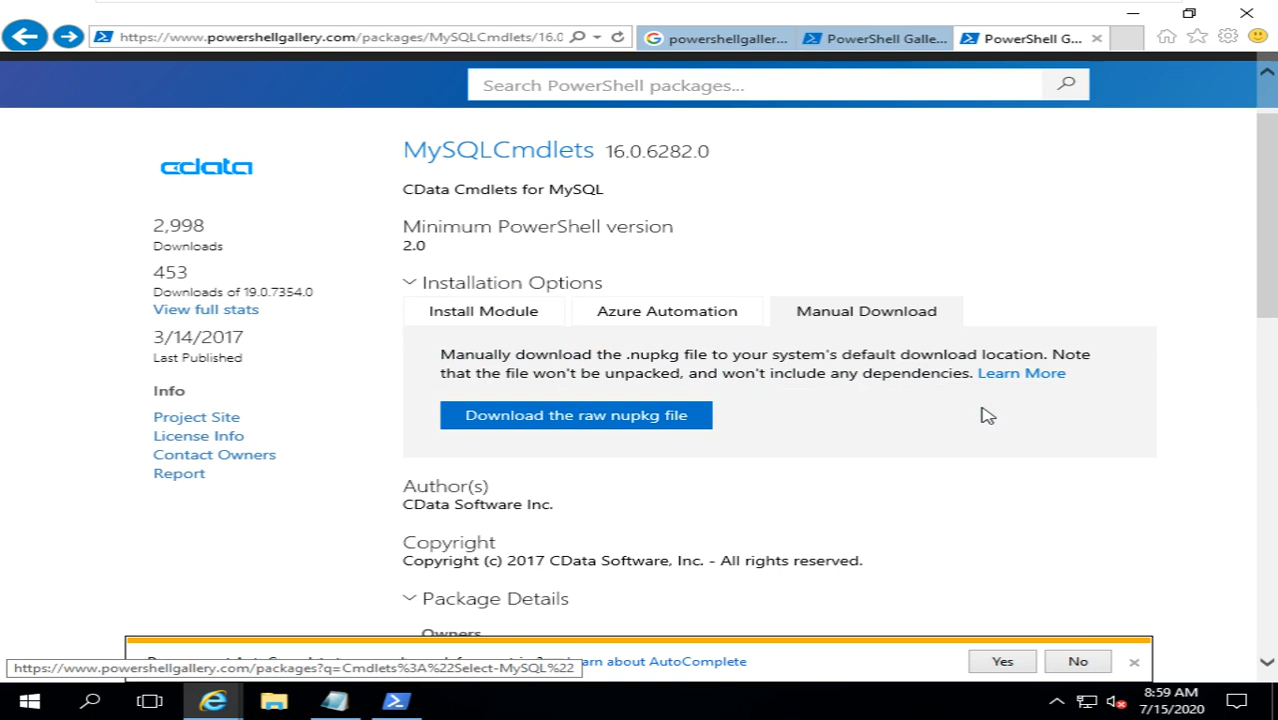 https://www.powershellgallery.com/packages/MySQLCmdlets/16.0
powershellgaller...
PowerShell Galle...
PowerShell G...
Search PowerShell packages...
cdata
MySQLCmdlets 16.0.6282.0
CData Cmdlets for MySQL
2,998
Downloads
Minimum PowerShell version
2.0
453
Downloads of 19.0.7354.0
View full stats
Installation Options
Install Module
Azure Automation
Manual Download
3/14/2017
Last Published
Manually download the .nupkg file to your system's default download location. Note
that the file won't be unpacked, and won't include any dependencies. Learn More
Info
Project Site
License Info
Contact Owners
Report
Download the raw nupkg file
Author(s)
CData Software Inc.
Copyright
Copyright (c) 2017 CData Software, Inc. - All rights reserved.
Package Details
Owners
about AutoComplete
Yes
No
https://www.powershellgallery.com/packages?q=Cmdlets%3A%22Select-MySQL%22
8:59 AM
7/15/2020